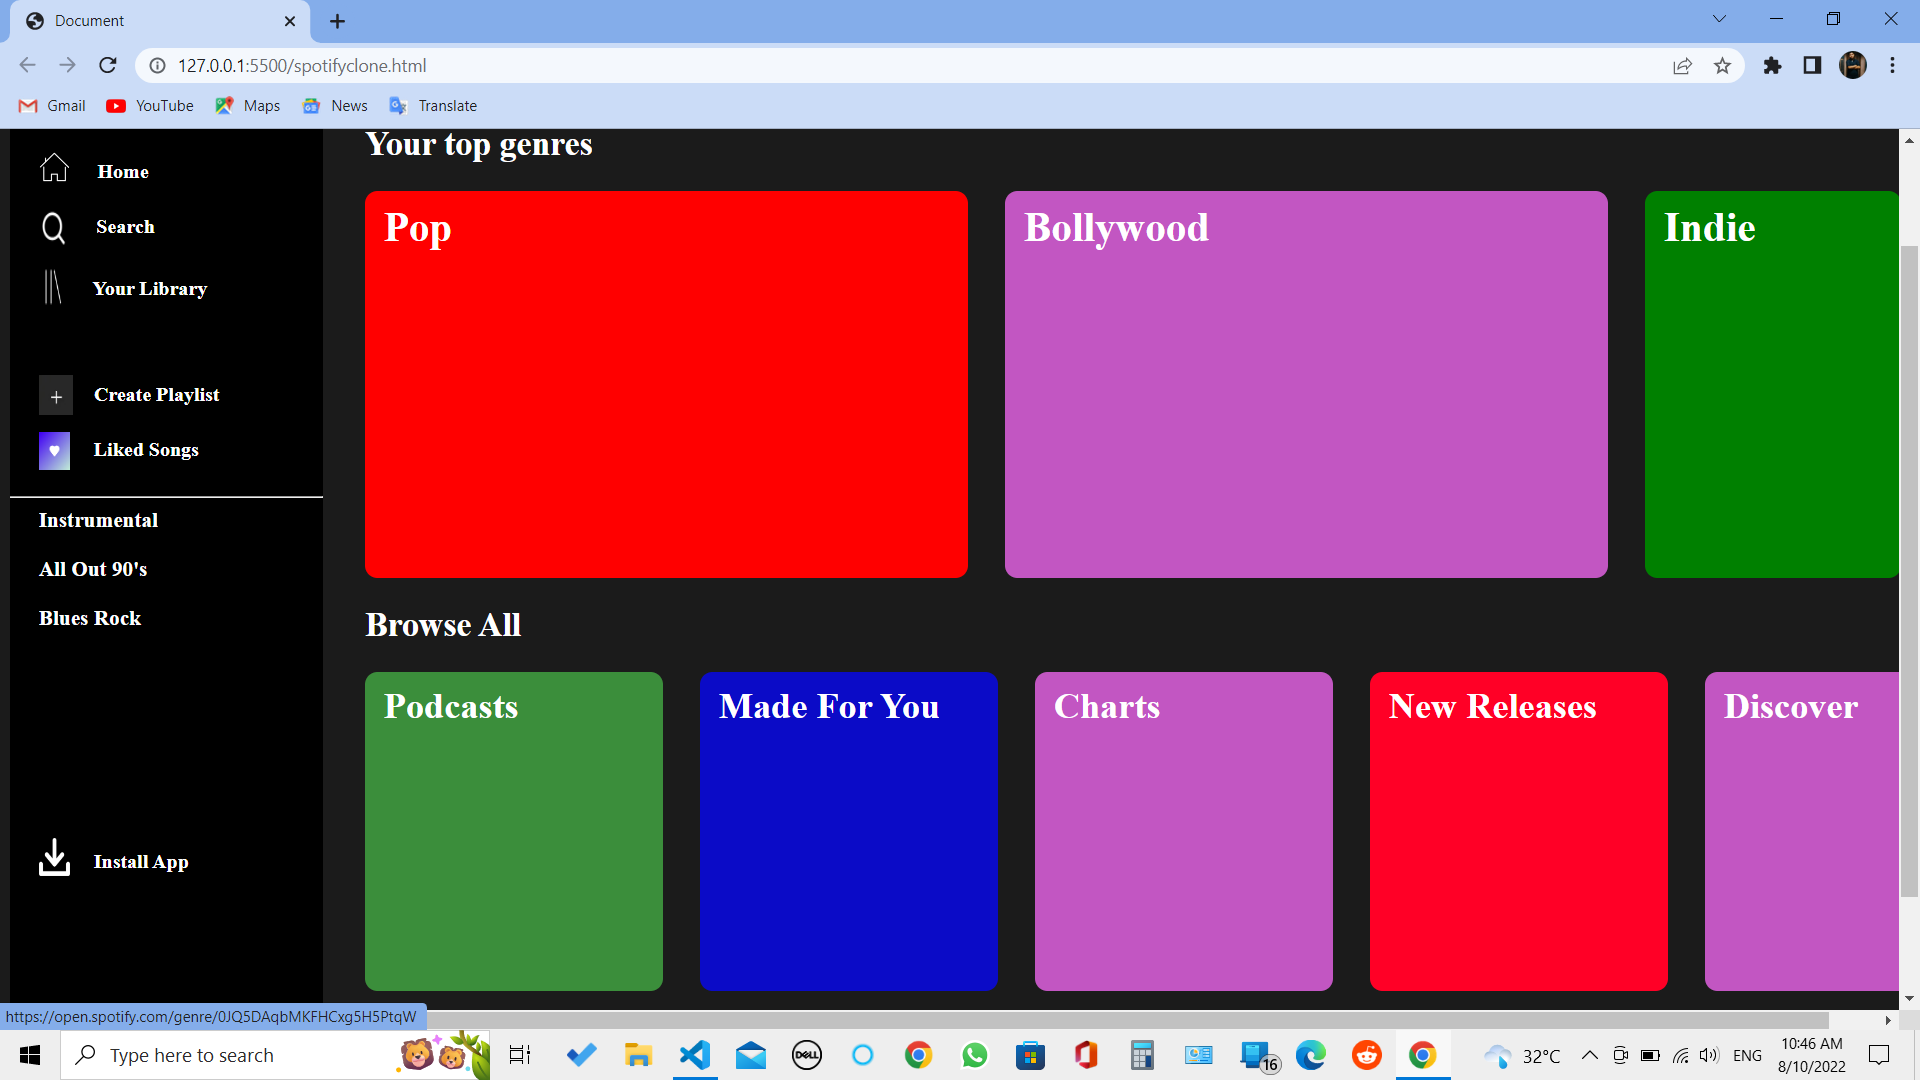 Document
127.0.0.1:5500/spotifyclone.html
Gmail YouTube Maps News Translate
Your top genres
Home
Search
Your Library
Create Playlist
Liked Songs
Instrumental
All Out 90's
Blues Rock
Install App
Pop Bollywood Indie
Browse All
Podcasts Made For You Charts New Releases Discover
https://open.spotify.com/genre/0JQ5DAqbMKFHCxg5H5PtqW
Type here to search
DELL
16
32°C
ENG
10:46 AM
8/10/2022